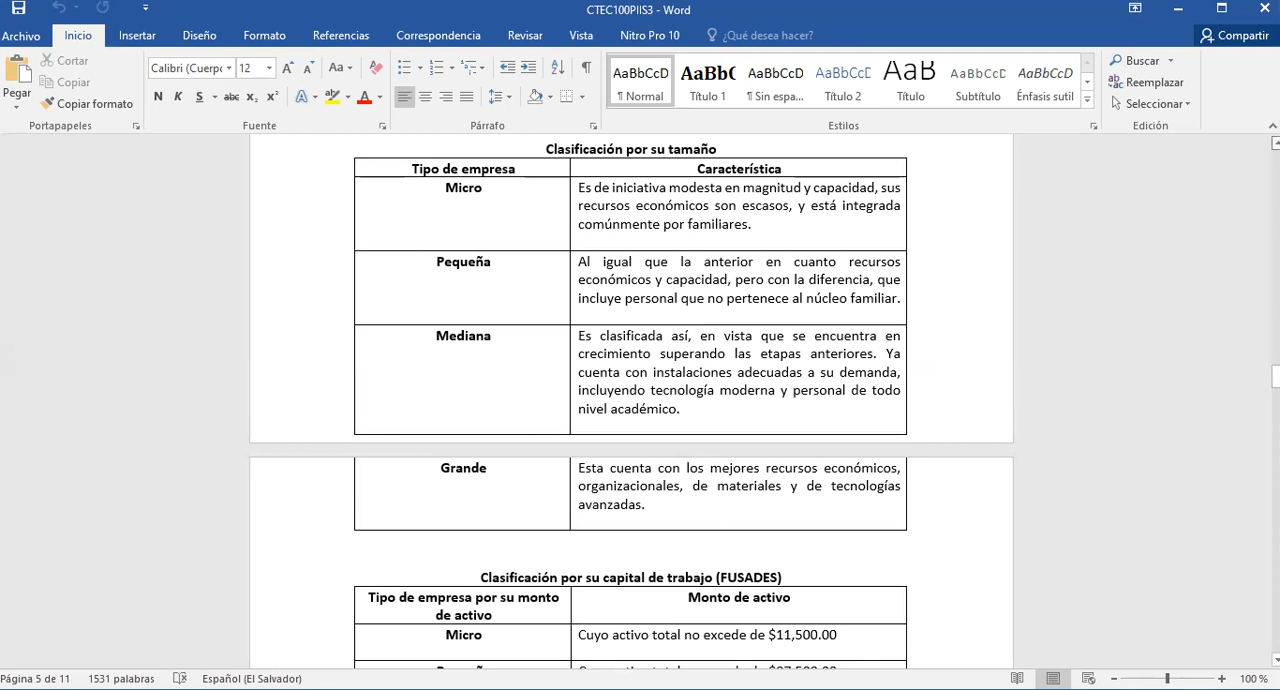 CTEC100PIIS3 - Word
Archivo Inicio Insertar Diseño Formato Referencias Correspondencia Revisar Vista Nitro Pro 10 ¿Qué desea hacer? Compartir
Pegar
Cortar
Copiar
Copiar formato
Portapapeles
Calibri (Cuerpo 12
Aa
N K S abc x₂ x² A A
Fuente
Párrafo
AaBbCcD AaBbC AaBbCcD AaBbCcC AaB AaBbCcC AaBbCcD
¶ Normal Título 1 ¶ Sin espa... Título 2 Título Subtítulo Énfasis sutil
Estilos
Buscar
Reemplazar
Seleccionar
Edición
Clasificación por su tamaño
Tipo de empresa Característica
Micro Es de iniciativa modesta en magnitud y capacidad, sus
recursos económicos son escasos, y está integrada
comúnmente por familiares.
Pequeña Al igual que la anterior en cuanto recursos
económicos y capacidad, pero con la diferencia, que
incluye personal que no pertenece al núcleo familiar.
Mediana Es clasificada así, en vista que se encuentra en
crecimiento superando las etapas anteriores. Ya
cuenta con instalaciones adecuadas a su demanda,
incluyendo tecnología moderna y personal de todo
nivel académico.
Grande Esta cuenta con los mejores recursos económicos,
organizacionales, de materiales y de tecnologías
avanzadas.
Clasificación por su capital de trabajo (FUSADES)
Tipo de empresa por su monto
de activo
Monto de activo
Micro Cuyo activo total no excede de $11,500.00
Página 5 de 11 1531 palabras Español (El Salvador) 100 %